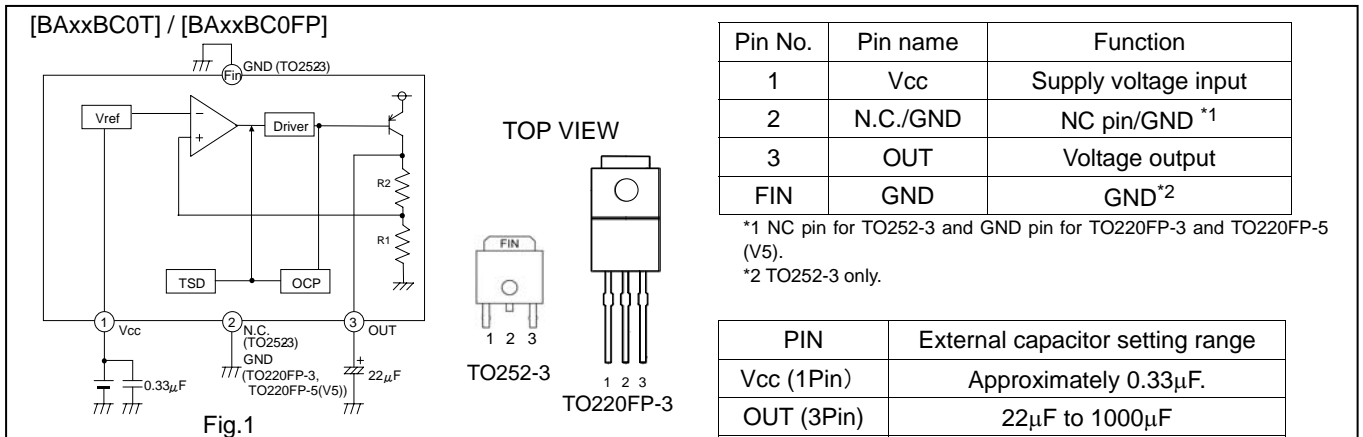 [BAxxBC0T] / [BAxxBC0FP]
GND (TO2523)
Fin
Vref
−
+
Driver
R2
R1
TSD
OCP
1
Vcc
2
N.C.
(TO2523)
GND
(TO220FP-3,
TO220FP-5(V5))
3
OUT
0.33μF
+
22μF
Fig.1
TOP VIEW
FIN
1 2 3
TO252-3
1 2 3
TO220FP-3
Pin No. Pin name Function
1 Vcc Supply voltage input
2 N.C./GND NC pin/GND *1
3 OUT Voltage output
FIN GND GND*2
*1 NC pin for TO252-3 and GND pin for TO220FP-3 and TO220FP-5
(V5).
*2 TO252-3 only.
PIN External capacitor setting range
Vcc (1Pin） Approximately 0.33μF.
OUT (3Pin) 22μF to 1000μF